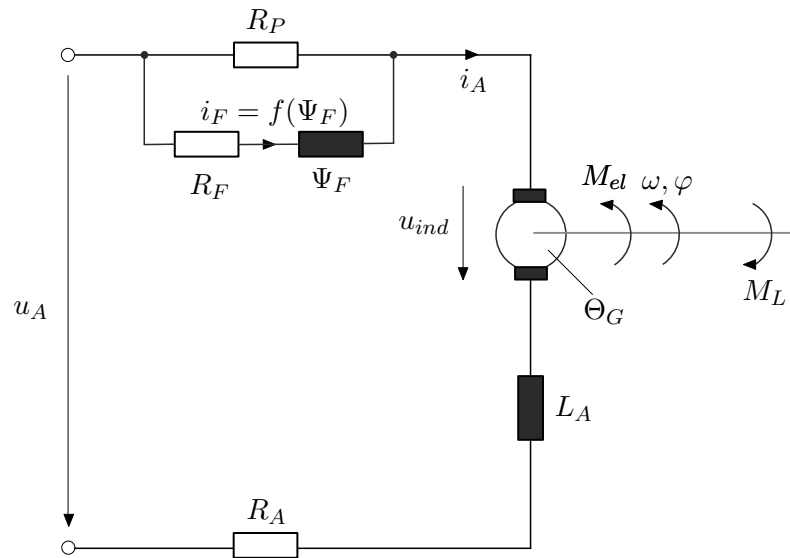 R_P
i_A
i_F = f(Ψ_F)
R_F
Ψ_F
M_el ω, φ
u_ind
M_L
u_A
Θ_G
L_A
R_A